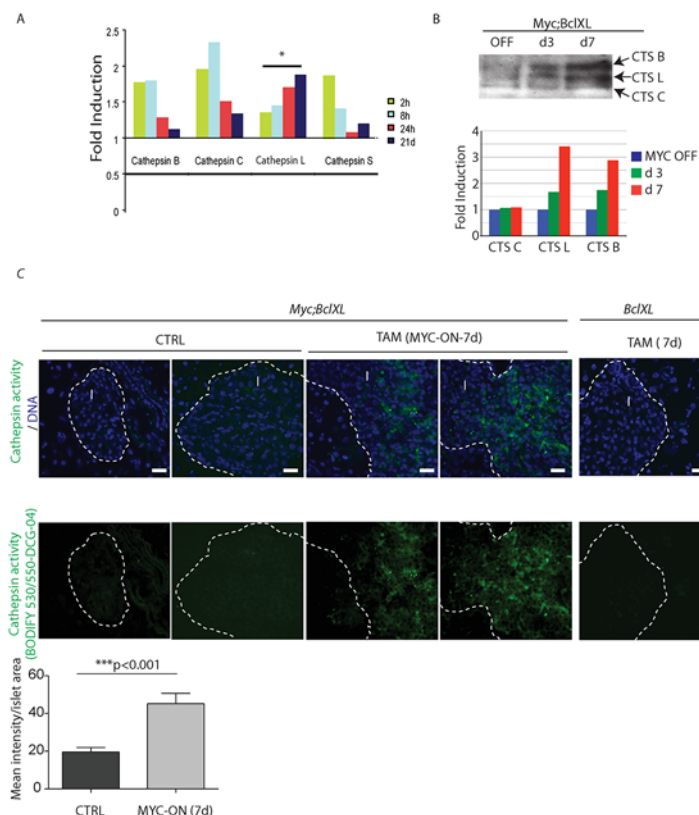 A
Fold Induction
2.5
2
1.5
1
0.5
0
*
Cathepsin B
Cathepsin C
Cathepsin L
Cathepsin S
2h
8h
24h
21d
B
Myc;BclXL
OFF d3 d7
CTS B
CTS L
CTS C
Fold Induction
4
3
2
1
0
CTS C CTS L CTS B
MYC OFF
d 3
d 7
C
Myc;BclXL
BclXL
CTRL
TAM (MYC-ON-7d)
TAM ( 7d)
Cathepsin activity
/ DNA
I
I
I
I
I
Cathepsin activity
(BODIFY 530/550-DCG-04)
Mean intensity/islet area
60
40
20
0
***p<0.001
CTRL
MYC-ON (7d)